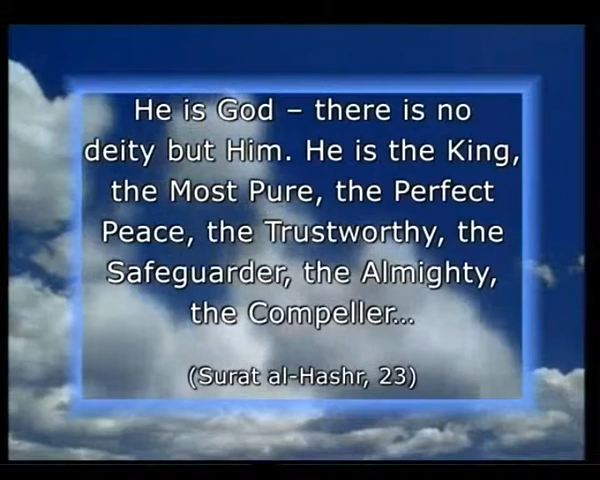 He is God – there is no
deity but Him. He is the King,
the Most Pure, the Perfect
Peace, the Trustworthy, the
Safeguarder, the Almighty,
the Compeller...
(Surat al-Hashr, 23)